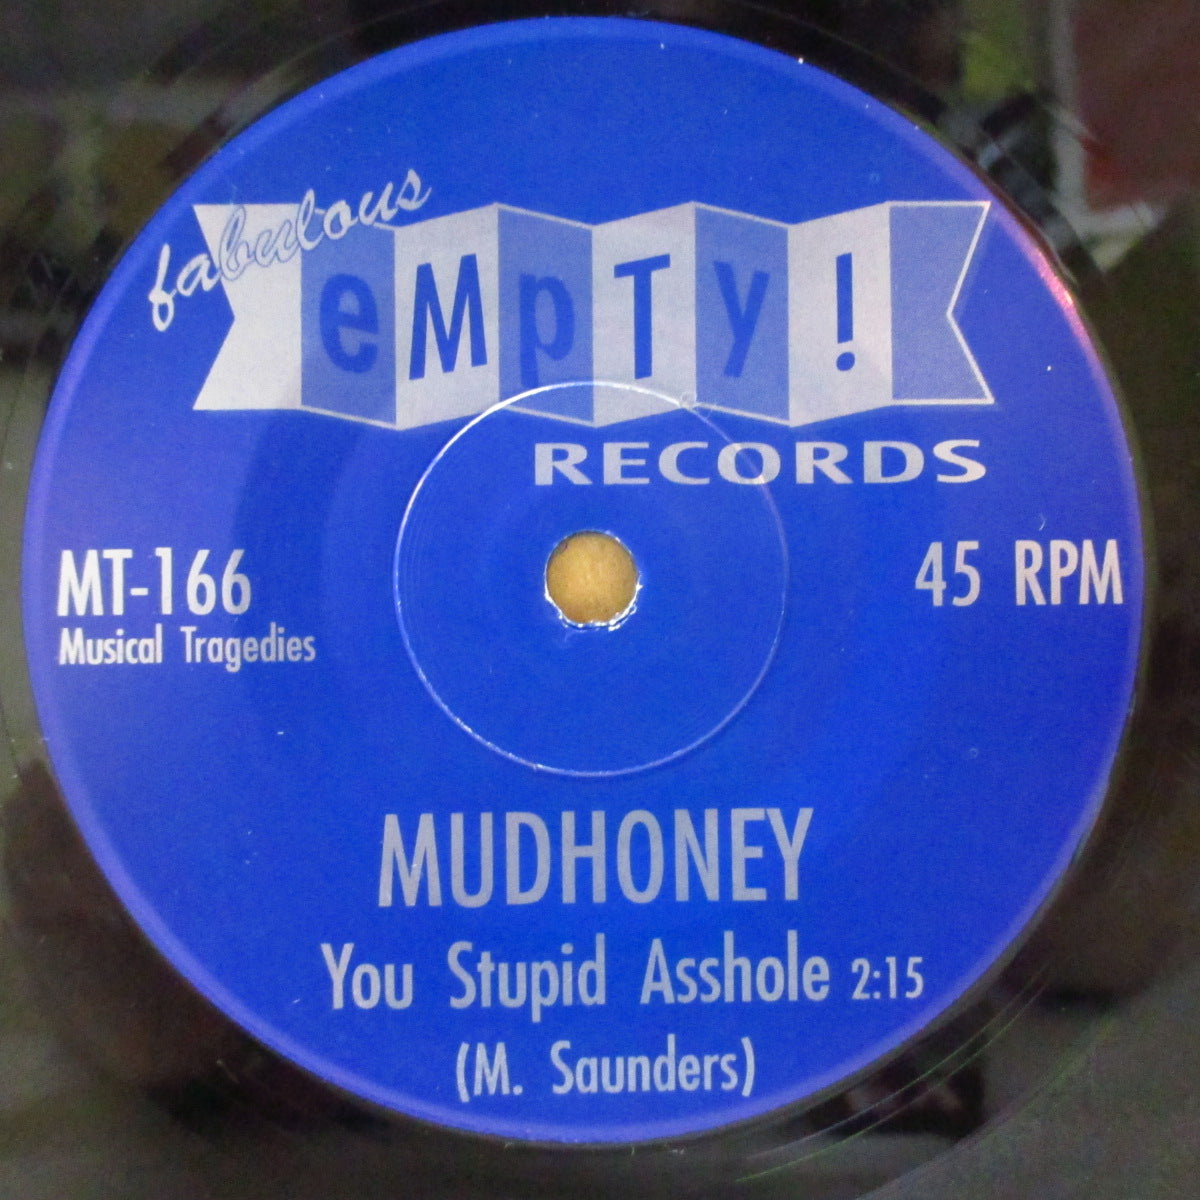 fabulous
eMpTy!
RECORDS
MT-166
45 RPM
Musical Tragedies
MUDHONEY
You Stupid Asshole 2:15
(M. Saunders)